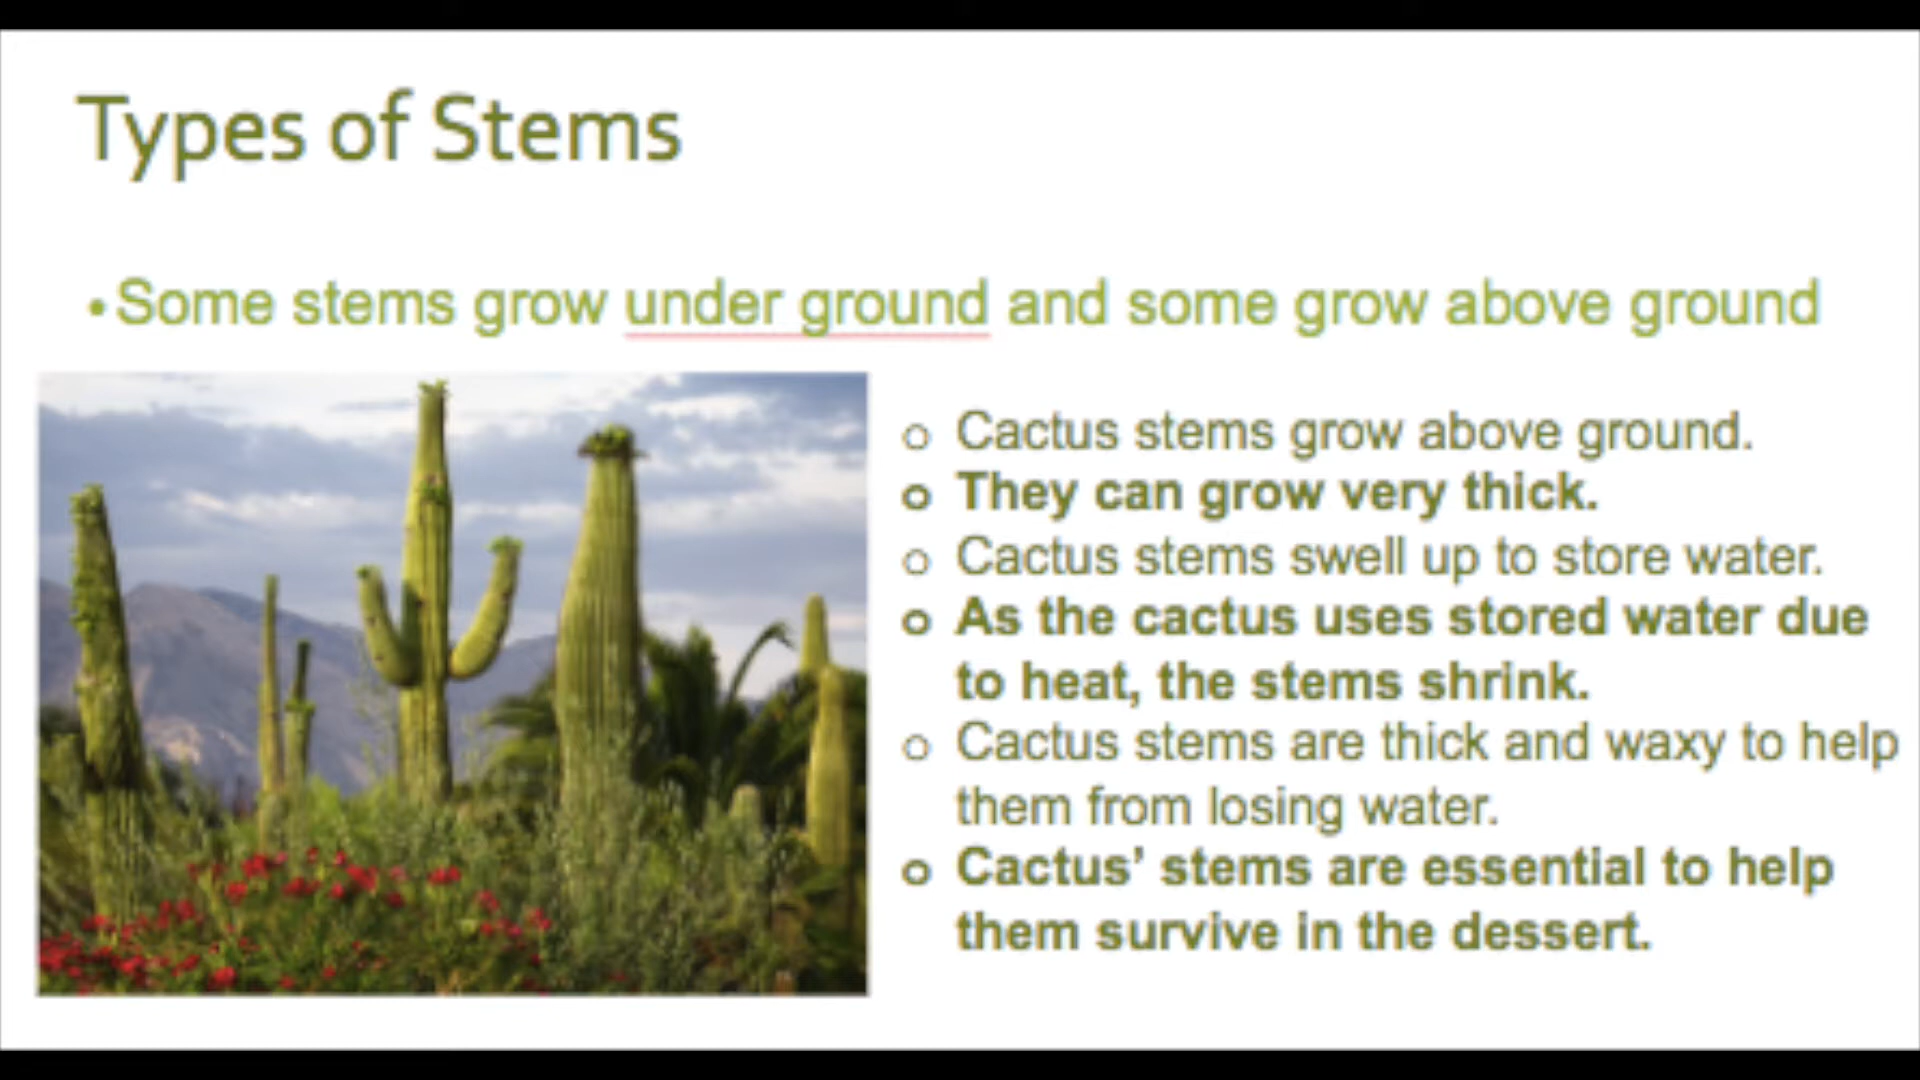 Types of Stems
•Some stems grow under ground and some grow above ground
o Cactus stems grow above ground.
o They can grow very thick.
o Cactus stems swell up to store water.
o As the cactus uses stored water due
to heat, the stems shrink.
o Cactus stems are thick and waxy to help
them from losing water.
o Cactus’ stems are essential to help
them survive in the dessert.